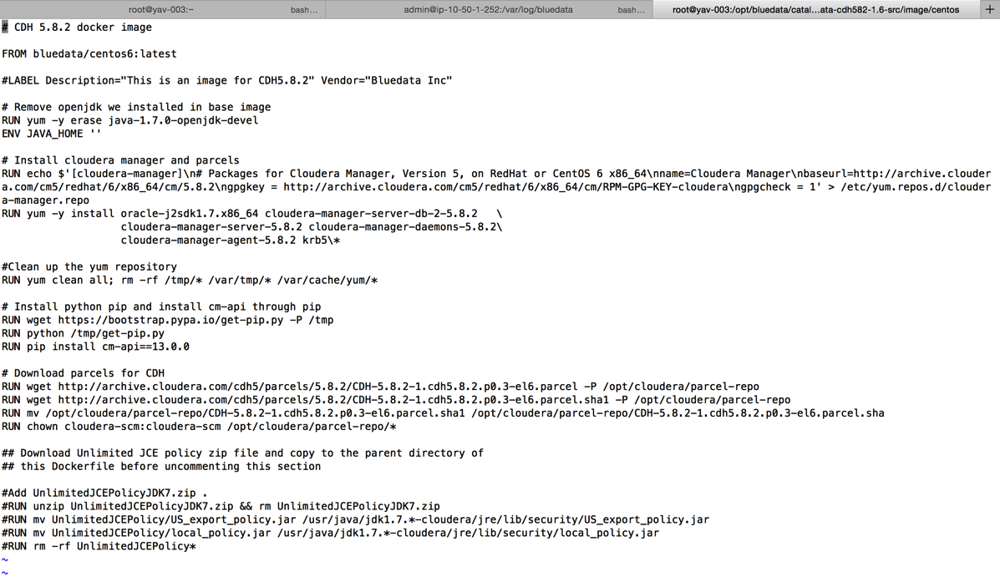 root@yav-003:~ bash... admin@ip-10-50-1-252:/var/log/bluedata bash... root@yav-003:/opt/bluedata/catal...ata-cdh582-1.6-src/image/centos +
# CDH 5.8.2 docker image
FROM bluedata/centos6:latest
#LABEL Description="This is an image for CDH5.8.2" Vendor="Bluedata Inc"
# Remove openjdk we installed in base image
RUN yum -y erase java-1.7.0-openjdk-devel
ENV JAVA_HOME ''
# Install cloudera manager and parcels
RUN echo $'[cloudera-manager]\n# Packages for Cloudera Manager, Version 5, on RedHat or CentOS 6 x86_64\nname=Cloudera Manager\nbaseurl=http://archive.clouder
a.com/cm5/redhat/6/x86_64/cm/5.8.2\ngpgkey = http://archive.cloudera.com/cm5/redhat/6/x86_64/cm/RPM-GPG-KEY-cloudera\ngpgcheck = 1' > /etc/yum.repos.d/clouder
a-manager.repo
RUN yum -y install oracle-j2sdk1.7.x86_64 cloudera-manager-server-db-2-5.8.2 \
cloudera-manager-server-5.8.2 cloudera-manager-daemons-5.8.2\
cloudera-manager-agent-5.8.2 krb5\*
#Clean up the yum repository
RUN yum clean all; rm -rf /tmp/* /var/tmp/* /var/cache/yum/*
# Install python pip and install cm-api through pip
RUN wget https://bootstrap.pypa.io/get-pip.py -P /tmp
RUN python /tmp/get-pip.py
RUN pip install cm-api==13.0.0
# Download parcels for CDH
RUN wget http://archive.cloudera.com/cdh5/parcels/5.8.2/CDH-5.8.2-1.cdh5.8.2.p0.3-el6.parcel -P /opt/cloudera/parcel-repo
RUN wget http://archive.cloudera.com/cdh5/parcels/5.8.2/CDH-5.8.2-1.cdh5.8.2.p0.3-el6.parcel.sha1 -P /opt/cloudera/parcel-repo
RUN mv /opt/cloudera/parcel-repo/CDH-5.8.2-1.cdh5.8.2.p0.3-el6.parcel.sha1 /opt/cloudera/parcel-repo/CDH-5.8.2-1.cdh5.8.2.p0.3-el6.parcel.sha
RUN chown cloudera-scm:cloudera-scm /opt/cloudera/parcel-repo/*
## Download Unlimited JCE policy zip file and copy to the parent directory of
## this Dockerfile before uncommenting this section
#Add UnlimitedJCEPolicyJDK7.zip .
#RUN unzip UnlimitedJCEPolicyJDK7.zip && rm UnlimitedJCEPolicyJDK7.zip
#RUN mv UnlimitedJCEPolicy/US_export_policy.jar /usr/java/jdk1.7.*-cloudera/jre/lib/security/US_export_policy.jar
#RUN mv UnlimitedJCEPolicy/local_policy.jar /usr/java/jdk1.7.*-cloudera/jre/lib/security/local_policy.jar
#RUN rm -rf UnlimitedJCEPolicy*
~
~